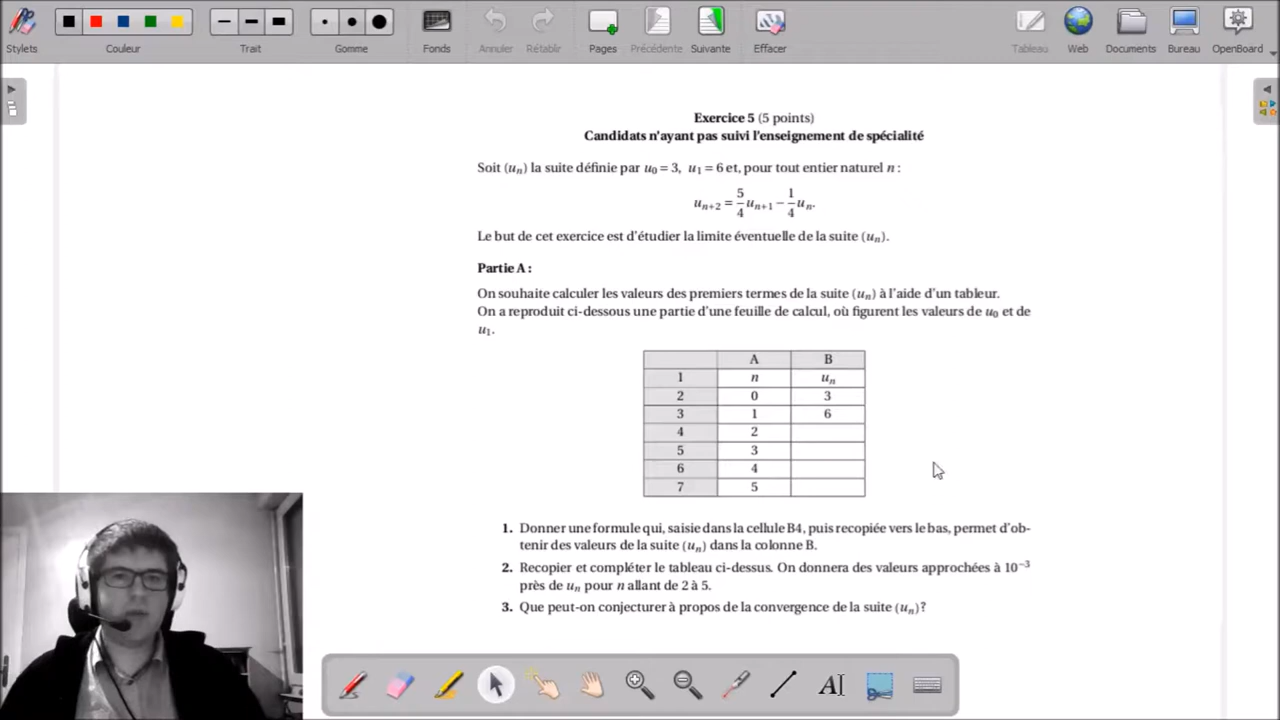 Stylets
Couleur
Trait
Gomme
Fonds
Annuler
Rétablir
Pages
Précédente
Suivante
Effacer
Tableau
Web
Documents
Bureau
OpenBoard
Exercice 5 (5 points)
Candidats n'ayant pas suivi l'enseignement de spécialité
Soit (uₙ) la suite définie par u₀ = 3, u₁ = 6 et, pour tout entier naturel n :
uₙ₊₂ = 5/4 uₙ₊₁ − 1/4 uₙ.
Le but de cet exercice est d'étudier la limite éventuelle de la suite (uₙ).
Partie A :
On souhaite calculer les valeurs des premiers termes de la suite (uₙ) à l'aide d'un tableur.
On a reproduit ci-dessous une partie d'une feuille de calcul, où figurent les valeurs de u₀ et de
u₁.
A B
1 n uₙ
2 0 3
3 1 6
4 2
5 3
6 4
7 5
1. Donner une formule qui, saisie dans la cellule B4, puis recopiée vers le bas, permet d'ob-
tenir des valeurs de la suite (uₙ) dans la colonne B.
2. Recopier et compléter le tableau ci-dessus. On donnera des valeurs approchées à 10⁻³
près de uₙ pour n allant de 2 à 5.
3. Que peut-on conjecturer à propos de la convergence de la suite (uₙ) ?
AI